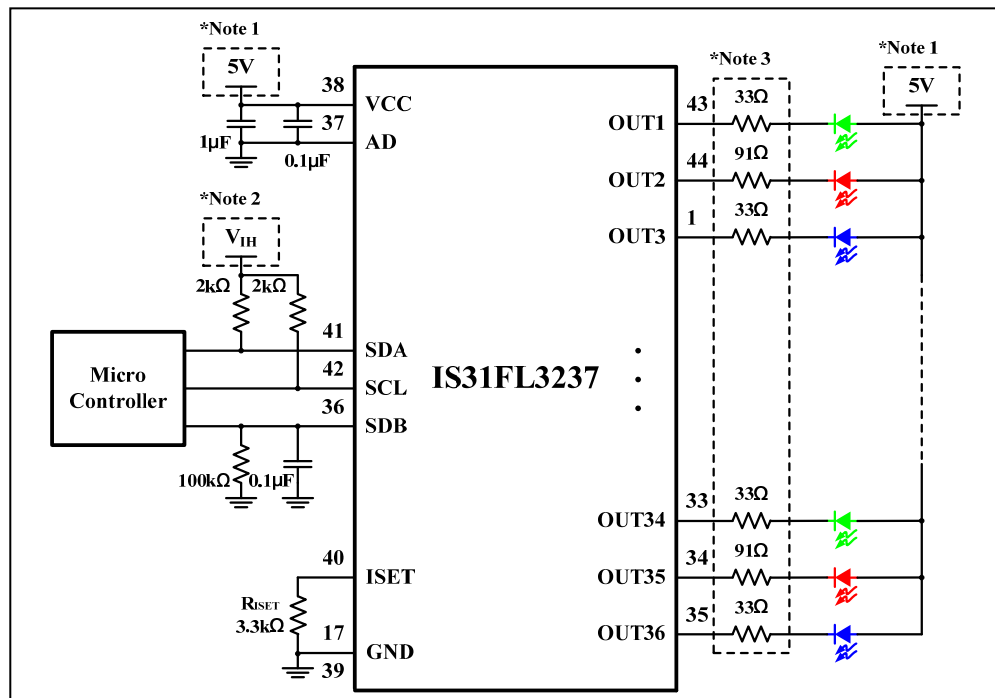 *Note 1
5V
38
VCC
37
AD
1µF
0.1µF
*Note 2
VIH
2kΩ
2kΩ
Micro
Controller
41
SDA
42
SCL
36
SDB
100kΩ
0.1µF
40
ISET
RISET
3.3kΩ
17
GND
39
IS31FL3237
*Note 3
*Note 1
5V
OUT1
43
33Ω
OUT2
44
91Ω
OUT3
1
33Ω
OUT34
33
33Ω
OUT35
34
91Ω
OUT36
35
33Ω